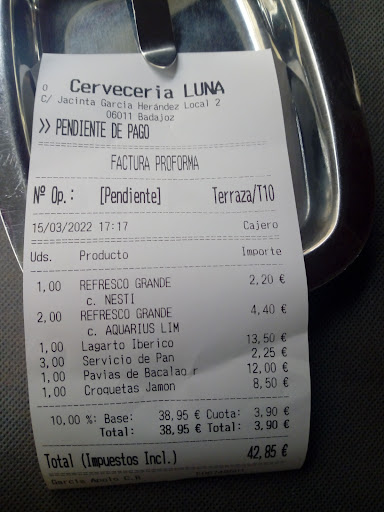 0
Cerveceria LUNA
C/ Jacinta García Herández Local 2
06011 Badajoz
>> PENDIENTE DE PAGO
FACTURA PROFORMA
Nº Op.: [Pendiente] Terraza/T10
15/03/2022 17:17 Cajero
Uds. Producto Importe
1,00 REFRESCO GRANDE 2,20 €
c. NESTI
2,00 REFRESCO GRANDE 4,40 €
c. AQUARIUS LIM
1,00 Lagarto Iberico 13,50 €
3,00 Servicio de Pan 2,25 €
1,00 Pavias de Bacalao r 12,00 €
1,00 Croquetas Jamon 8,50 €
10,00 %: Base: 38,95 € Cuota: 3,90 €
Total: 38,95 € Total: 3,90 €
Total (Impuestos Incl.) 42,85 €
García